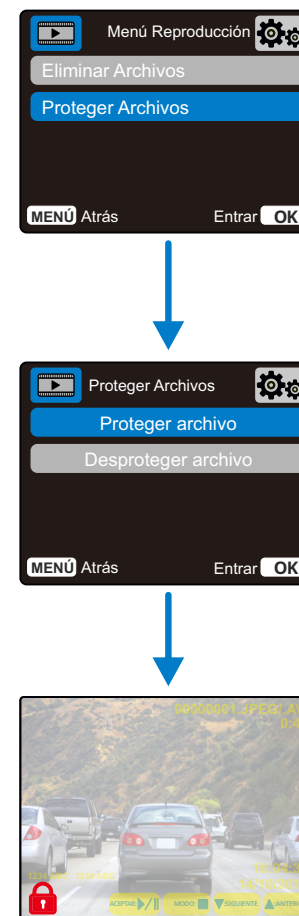 Menú Reproducción
Eliminar Archivos
Proteger Archivos
MENÚ Atrás Entrar OK
Proteger Archivos
Proteger archivo
Desproteger archivo
MENÚ Atrás Entrar OK
ACEPTAR: MODO: SIGUIENTE